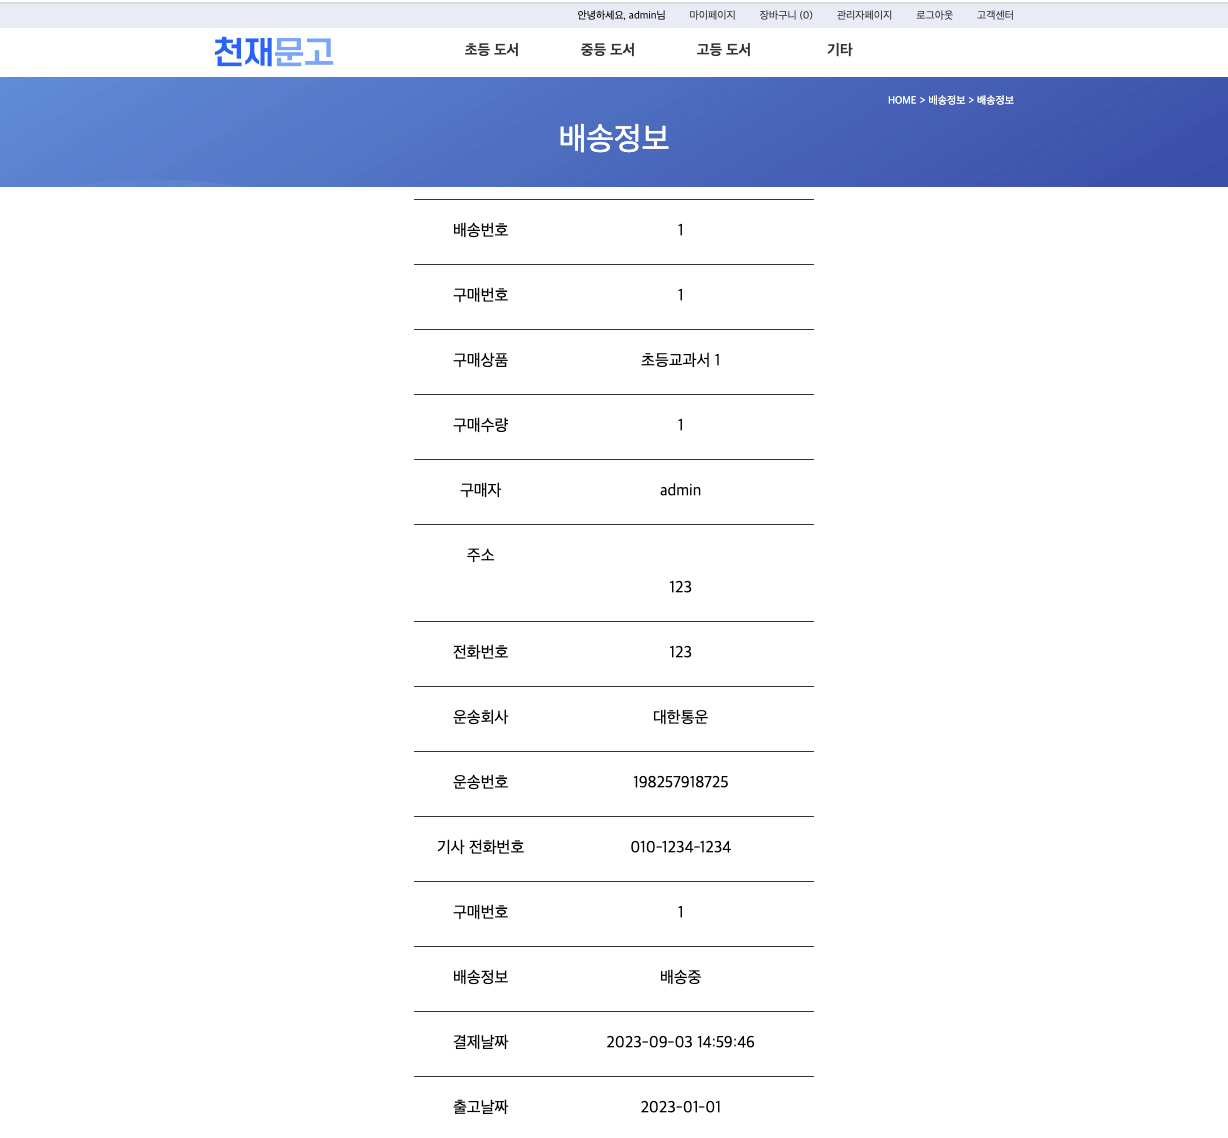 안녕하세요, admin님 마이페이지 장바구니 (0) 관리자페이지 로그아웃 고객센터
천재문고 초등 도서 중등 도서 고등 도서 기타
HOME > 배송정보 > 배송정보
배송정보
배송번호 1
구매번호 1
구매상품 초등교과서 1
구매수량 1
구매자 admin
주소
123
전화번호 123
운송회사 대한통운
운송번호 198257918725
기사 전화번호 010-1234-1234
구매번호 1
배송정보 배송중
결제날짜 2023-09-03 14:59:46
출고날짜 2023-01-01